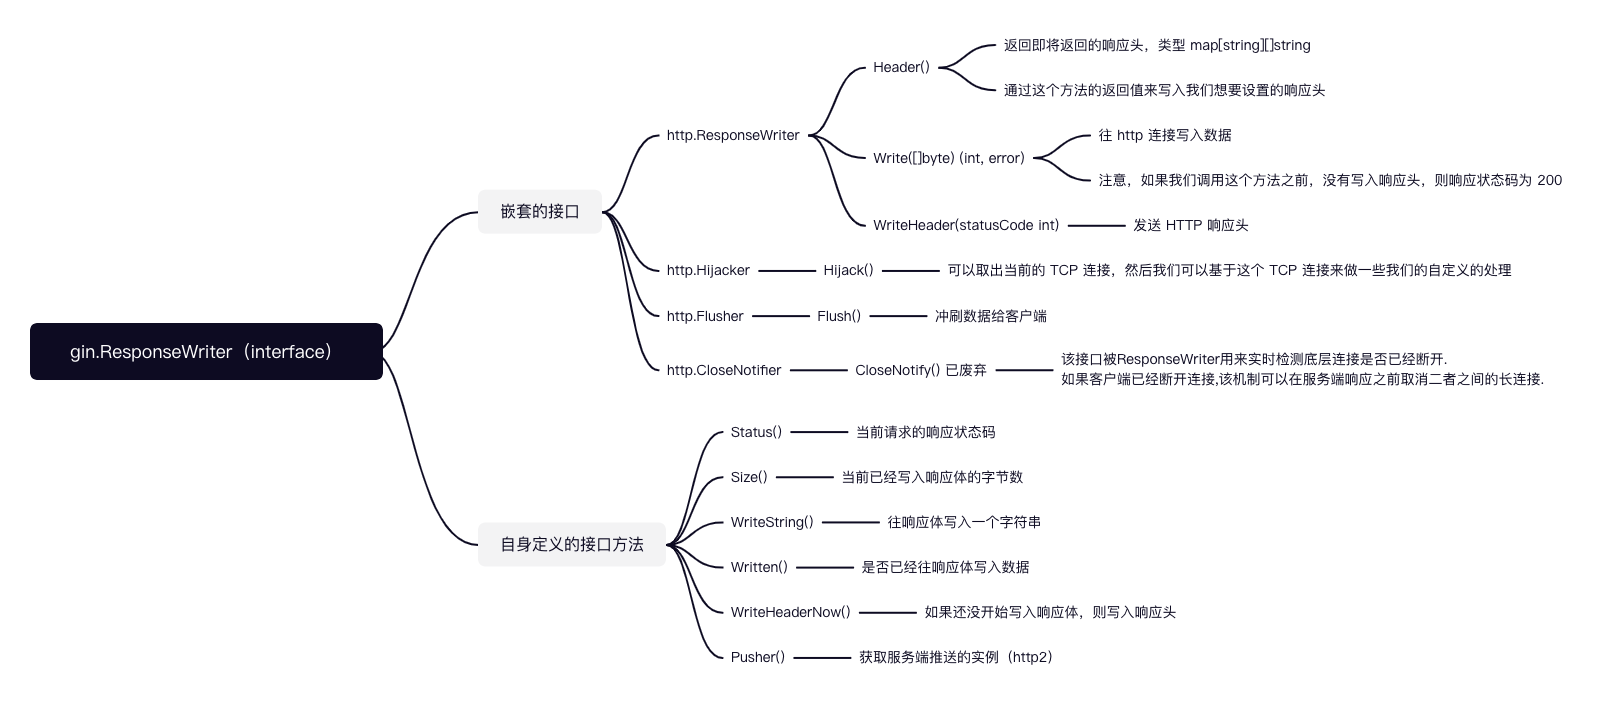 gin.ResponseWriter（interface）
嵌套的接口
http.ResponseWriter
Header()
返回即将返回的响应头，类型 map[string][]string
通过这个方法的返回值来写入我们想要设置的响应头
Write([]byte) (int, error)
往 http 连接写入数据
注意，如果我们调用这个方法之前，没有写入响应头，则响应状态码为 200
WriteHeader(statusCode int)
发送 HTTP 响应头
http.Hijacker
Hijack()
可以取出当前的 TCP 连接，然后我们可以基于这个 TCP 连接来做一些我们的自定义的处理
http.Flusher
Flush()
冲刷数据给客户端
http.CloseNotifier
CloseNotify() 已废弃
该接口被ResponseWriter用来实时检测底层连接是否已经断开.
如果客户端已经断开连接,该机制可以在服务端响应之前取消二者之间的长连接.
自身定义的接口方法
Status()
当前请求的响应状态码
Size()
当前已经写入响应体的字节数
WriteString()
往响应体写入一个字符串
Written()
是否已经往响应体写入数据
WriteHeaderNow()
如果还没开始写入响应体，则写入响应头
Pusher()
获取服务端推送的实例（http2）